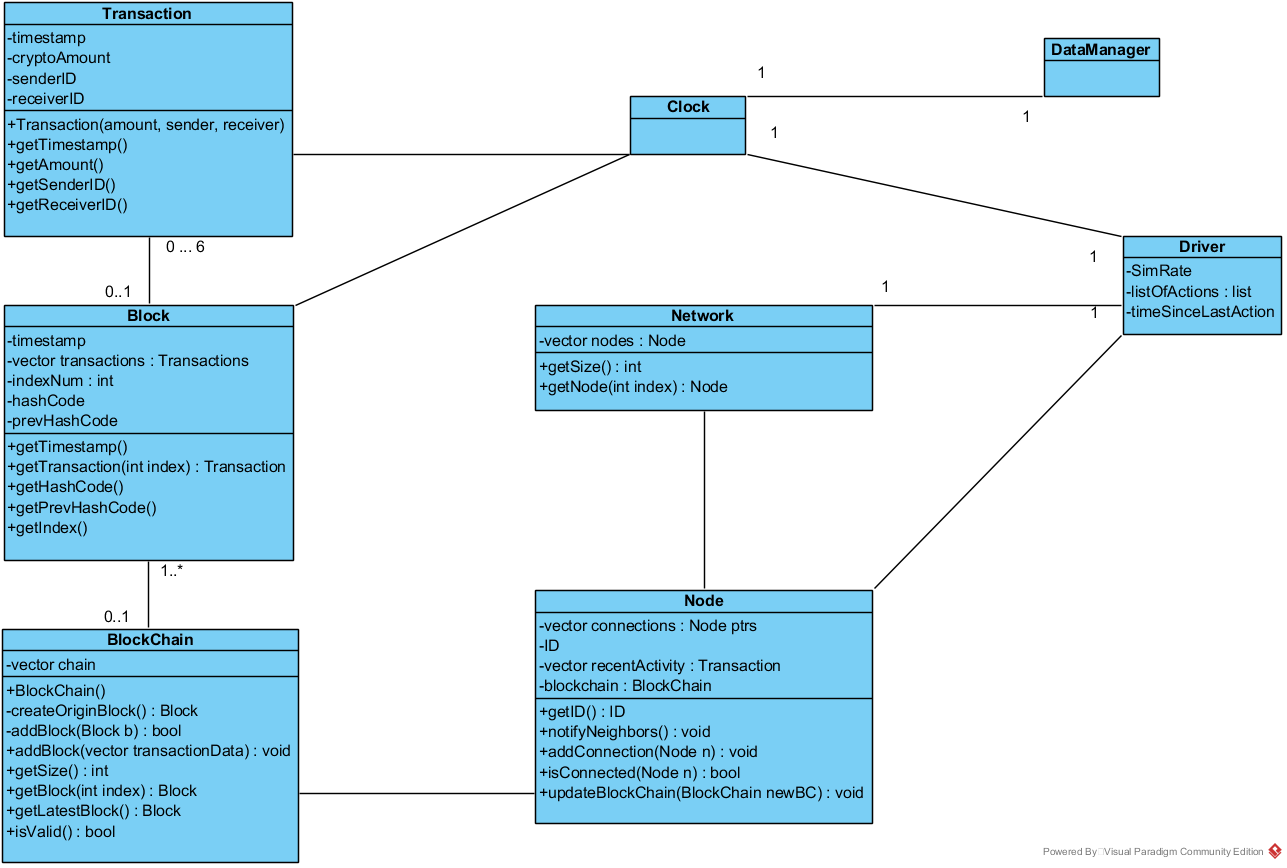 Transaction
-timestamp
-cryptoAmount
-senderID
-receiverID
+Transaction(amount, sender, receiver)
+getTimestamp()
+getAmount()
+getSenderID()
+getReceiverID()
0 ... 6
0..1
Block
-timestamp
-vector transactions : Transactions
-indexNum : int
-hashCode
-prevHashCode
+getTimestamp()
+getTransaction(int index) : Transaction
+getHashCode()
+getPrevHashCode()
+getIndex()
1..*
0..1
BlockChain
-vector chain
+BlockChain()
-createOriginBlock() : Block
-addBlock(Block b) : bool
+addBlock(vector transactionData) : void
+getSize() : int
+getBlock(int index) : Block
+getLatestBlock() : Block
+isValid() : bool
Clock
1
1
1
DataManager
1
Driver
-SimRate
-listOfActions : list
-timeSinceLastAction
1
1
Network
-vector nodes : Node
+getSize() : int
+getNode(int index) : Node
Node
-vector connections : Node ptrs
-ID
-vector recentActivity : Transaction
-blockchain : BlockChain
+getID() : ID
+notifyNeighbors() : void
+addConnection(Node n) : void
+isConnected(Node n) : bool
+updateBlockChain(BlockChain newBC) : void
Powered By Visual Paradigm Community Edition